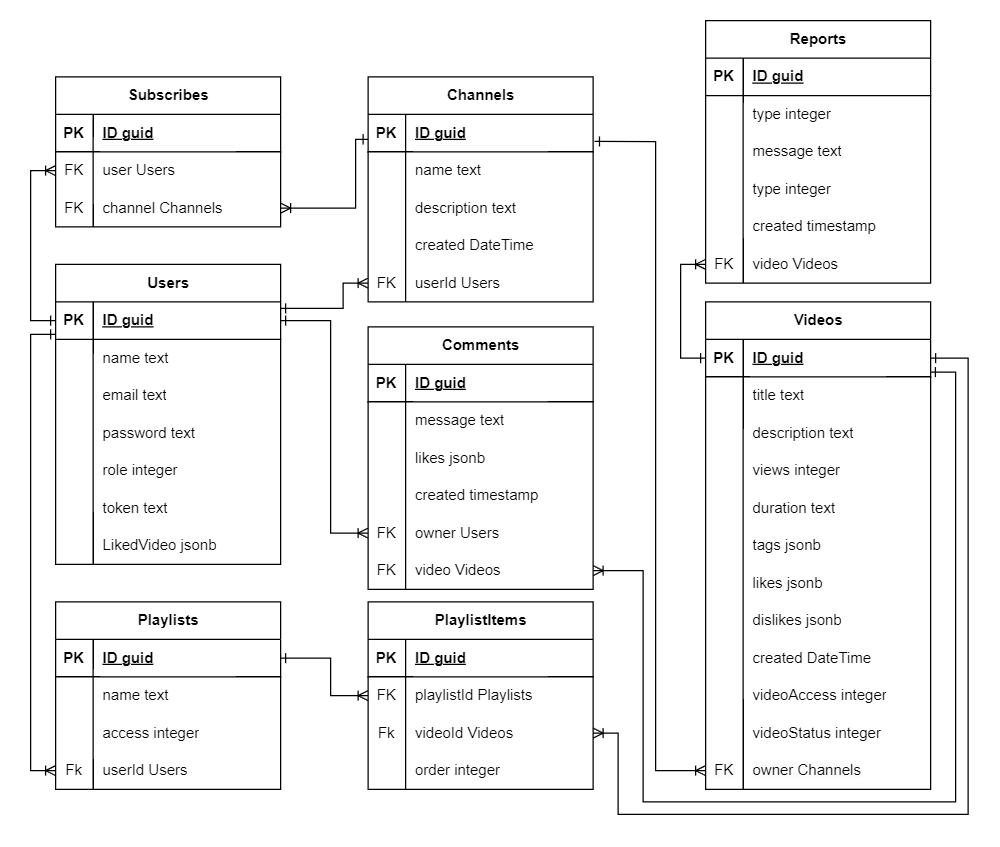 Subscribes
PK ID guid
FK user Users
FK channel Channels
Channels
PK ID guid
name text
description text
created DateTime
FK userId Users
Reports
PK ID guid
type integer
message text
type integer
created timestamp
FK video Videos
Users
PK ID guid
name text
email text
password text
role integer
token text
LikedVideo jsonb
Comments
PK ID guid
message text
likes jsonb
created timestamp
FK owner Users
FK video Videos
Videos
PK ID guid
title text
description text
views integer
duration text
tags jsonb
likes jsonb
dislikes jsonb
created DateTime
videoAccess integer
videoStatus integer
FK owner Channels
Playlists
PK ID guid
name text
access integer
Fk userId Users
PlaylistItems
PK ID guid
FK playlistId Playlists
Fk videoId Videos
order integer